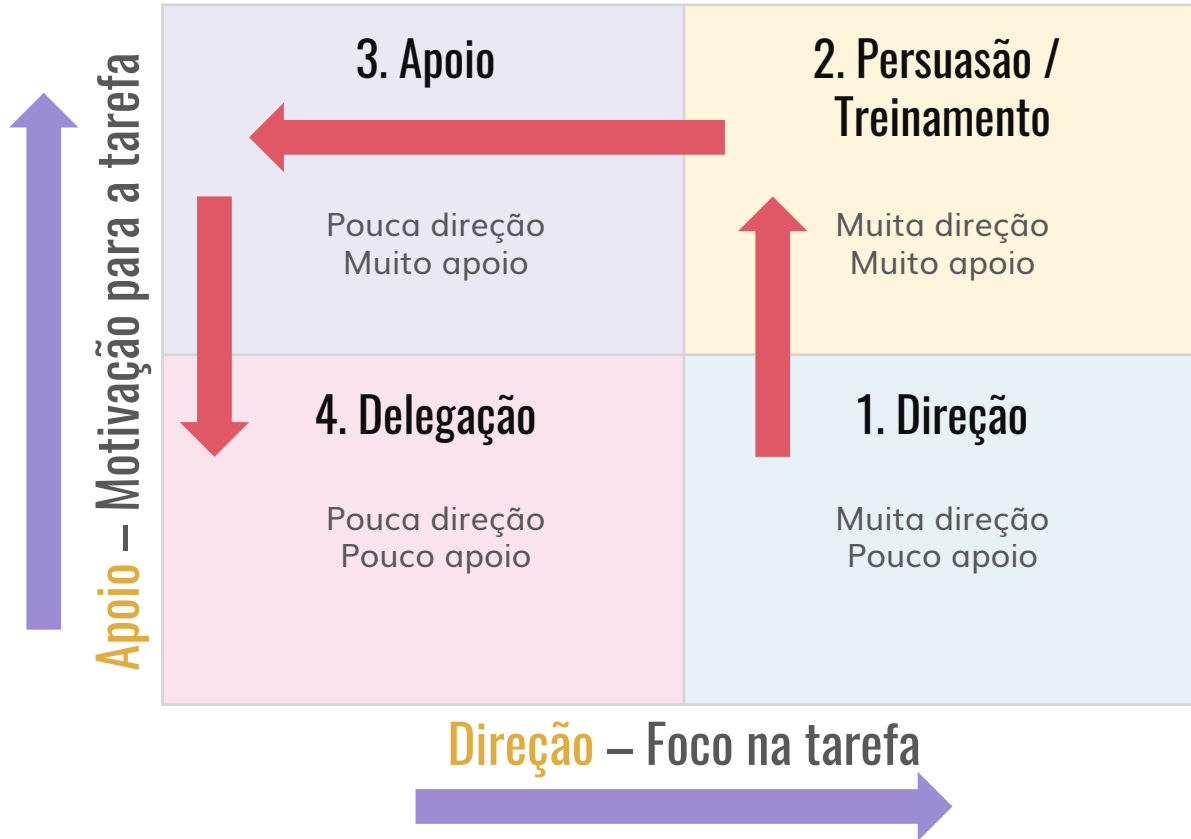 3. Apoio
Pouca direção
Muito apoio
2. Persuasão /
Treinamento
Muita direção
Muito apoio
4. Delegação
Pouca direção
Pouco apoio
1. Direção
Muita direção
Pouco apoio
Apoio – Motivação para a tarefa
Direção – Foco na tarefa